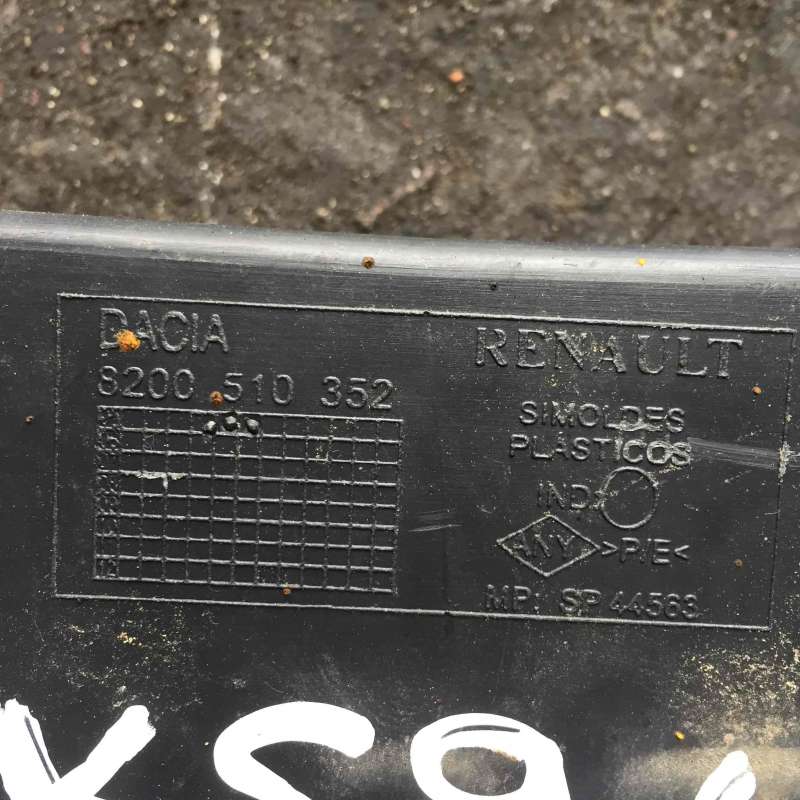 DACIA
8200 510 352
RENAULT
SIMOLDES
PLASTICOS
IND:
ANY >P/E<
MP: SP 44563